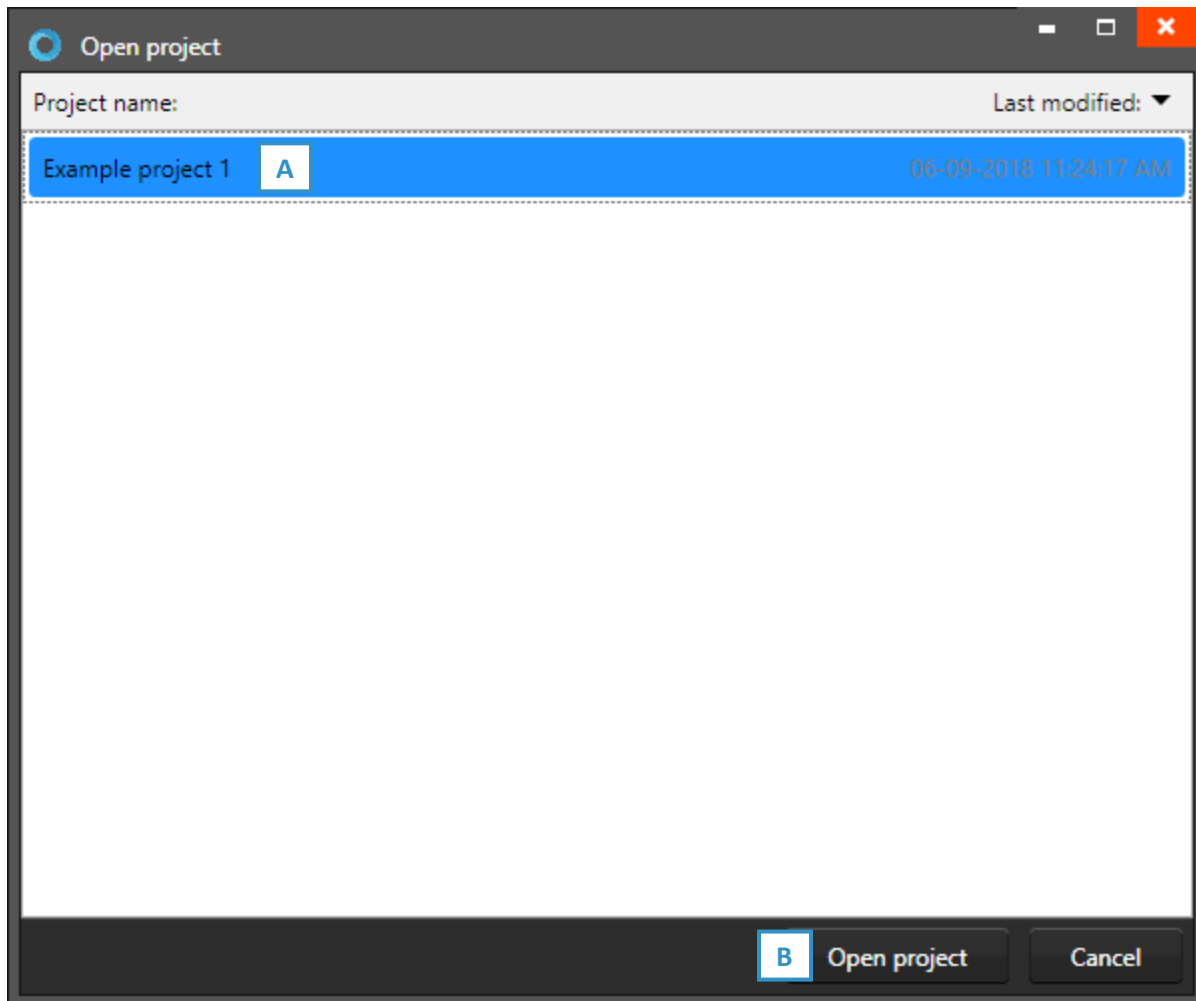 Open project
Project name: Last modified:
Example project 1 A 06-09-2018 11:24:17 AM
B Open project Cancel